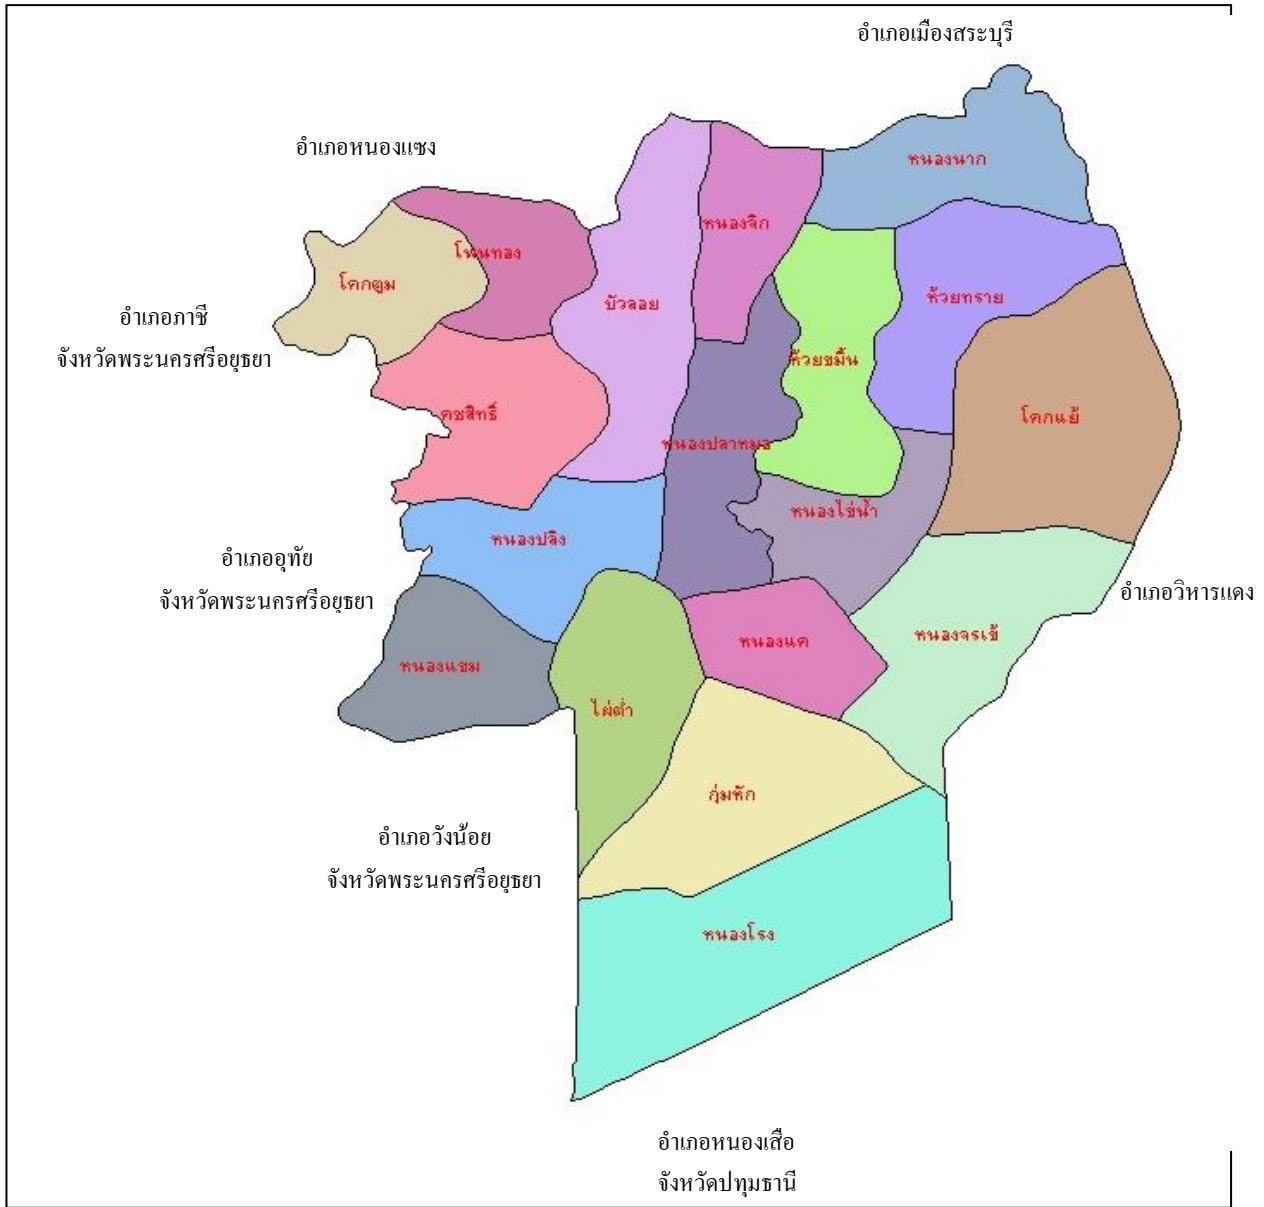 อำเภอเมืองสระบุรี
อำเภอหนองแซง
หนองนาก
หนองจิก
โพนทอง
โคกตูม
บัวลอย
ห้วยทราย
อำเภอภาชี
จังหวัดพระนครศรีอยุธยา
ห้วยขมิ้น
คชสิทธิ์
โคกแย้
หนองปลาหมอ
หนองไข่น้ำ
หนองปลิง
อำเภออุทัย
จังหวัดพระนครศรีอยุธยา
อำเภอวิหารแดง
หนองจรเข้
หนองแค
หนองแขม
ไผ่ต่ำ
กุ่มหัก
อำเภอวังน้อย
จังหวัดพระนครศรีอยุธยา
หนองโรง
อำเภอหนองเสือ
จังหวัดปทุมธานี